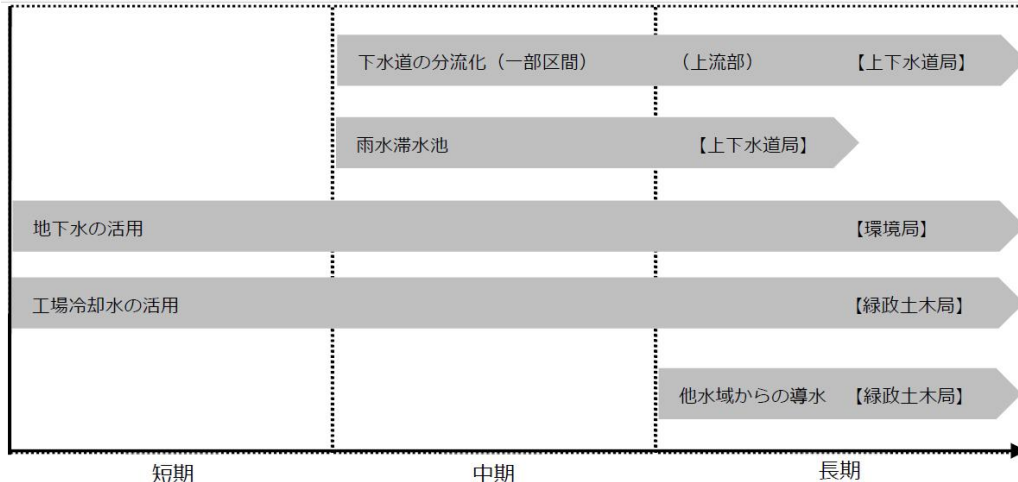 下水道の分流化（一部区間） （上流部） 【上下水道局】
雨水滞水池 【上下水道局】
地下水の活用 【環境局】
工場冷却水の活用 【緑政土木局】
他水域からの導水 【緑政土木局】
短期 中期 長期